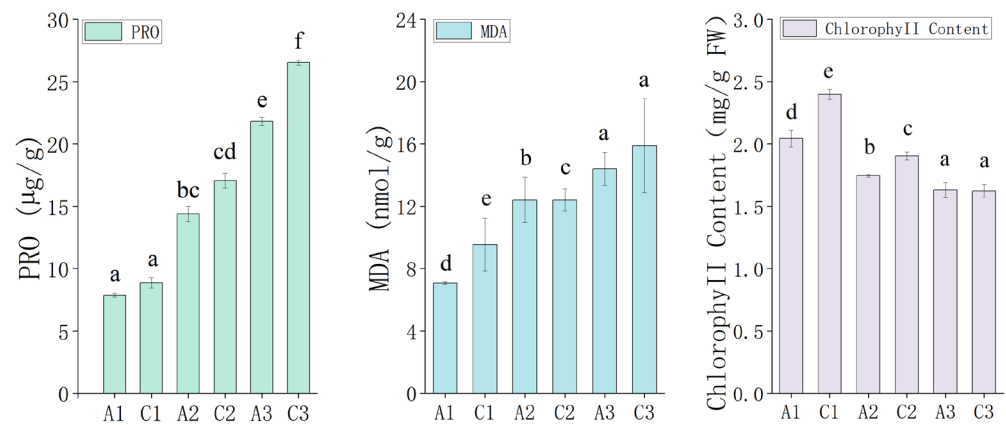 PRO
PRO (μg/g)
30
25
20
15
10
5
0
a
a
bc
cd
e
f
A1 C1 A2 C2 A3 C3
MDA
MDA (nmol/g)
24
20
16
12
8
4
0
d
e
b
c
a
a
A1 C1 A2 C2 A3 C3
ChlorophyII Content
ChlorophyII Content (mg/g FW)
3.0
2.5
2.0
1.5
1.0
0.5
0.0
d
e
b
c
a
a
A1 C1 A2 C2 A3 C3